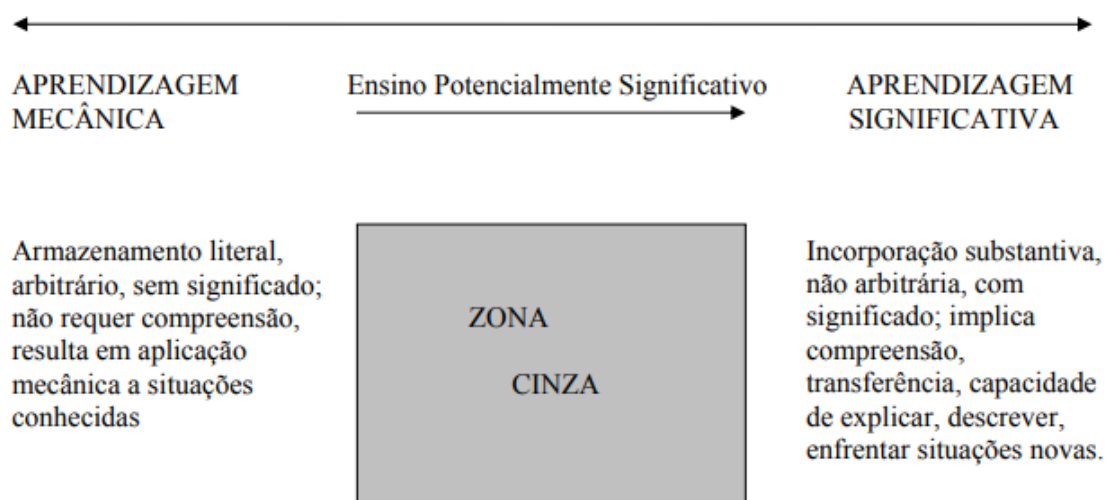 APRENDIZAGEM
MECÂNICA
Ensino Potencialmente Significativo
APRENDIZAGEM
SIGNIFICATIVA
Armazenamento literal,
arbitrário, sem significado;
não requer compreensão,
resulta em aplicação
mecânica a situações
conhecidas
ZONA
CINZA
Incorporação substantiva,
não arbitrária, com
significado; implica
compreensão,
transferência, capacidade
de explicar, descrever,
enfrentar situações novas.